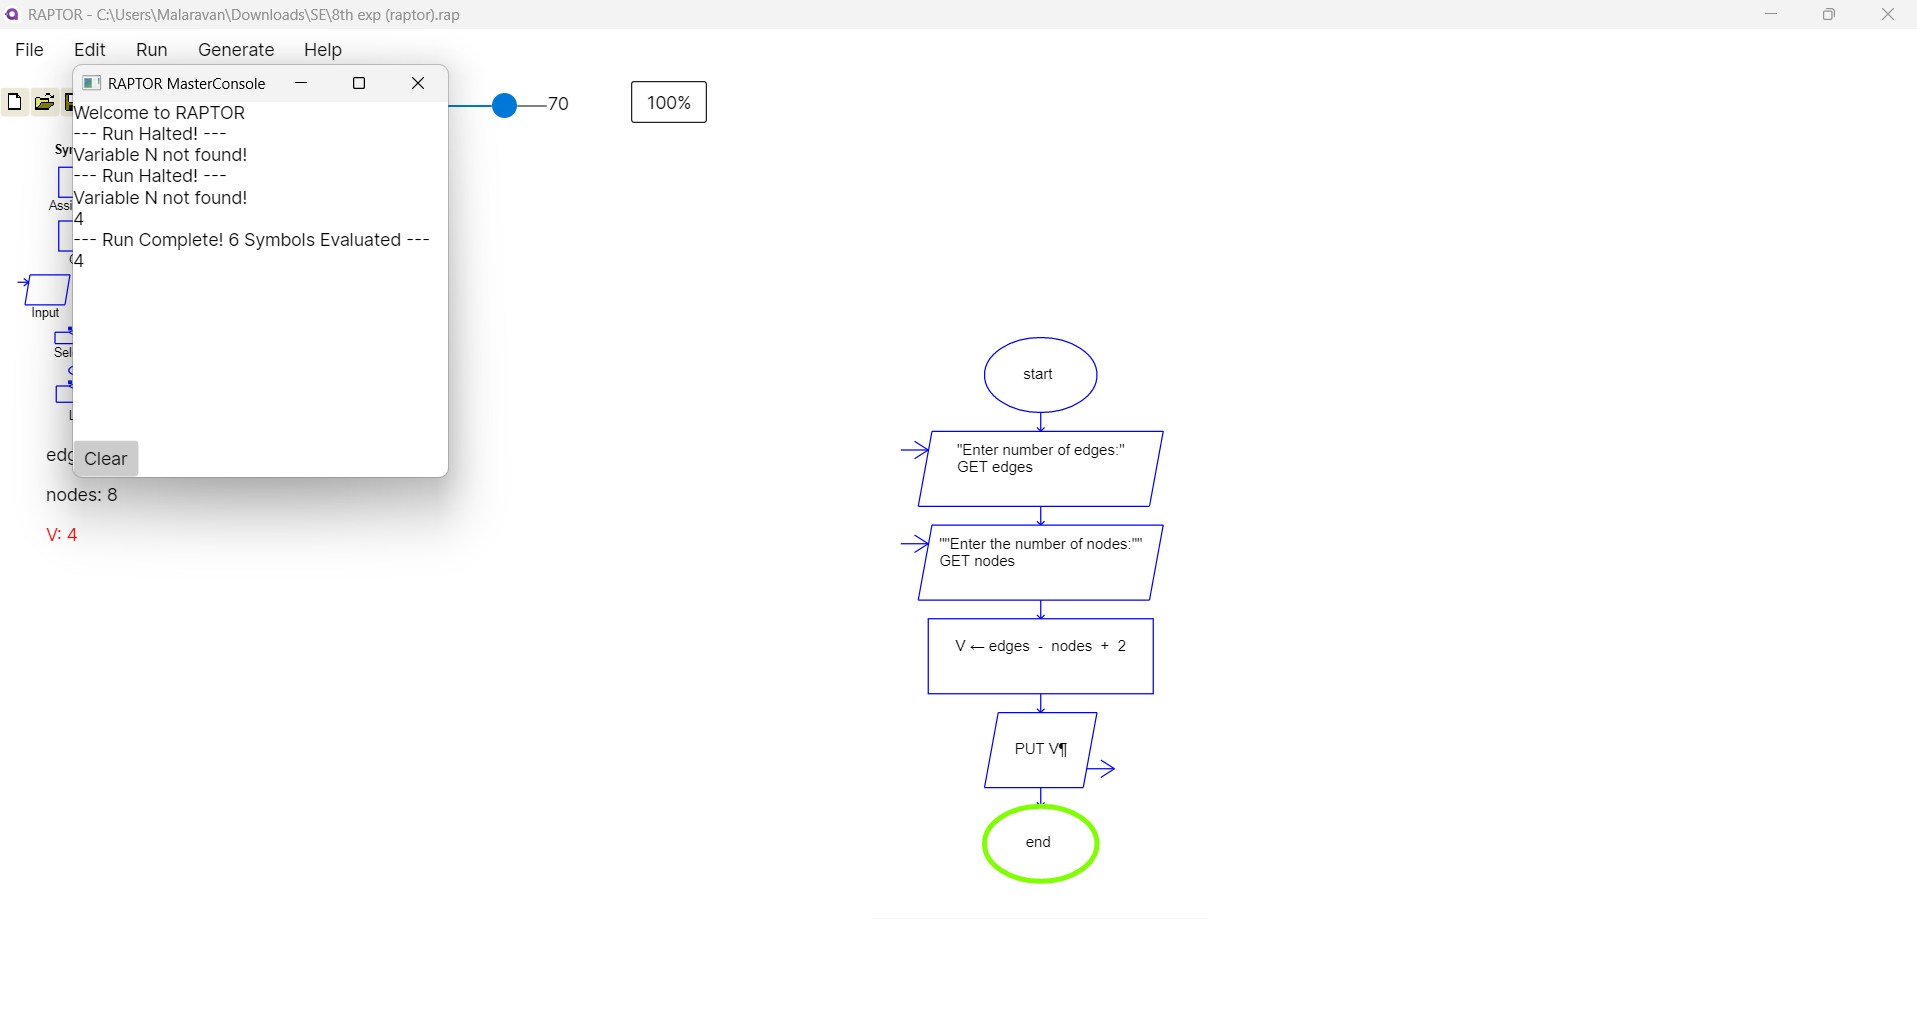 RAPTOR - C:\Users\Malaravan\Downloads\SE\8th exp (raptor).rap
File Edit Run Generate Help
RAPTOR MasterConsole
70
100%
Welcome to RAPTOR
--- Run Halted! ---
Variable N not found!
--- Run Halted! ---
Variable N not found!
4
--- Run Complete! 6 Symbols Evaluated ---
4
Clear
Input
nodes: 8
V: 4
start
"Enter number of edges:"
GET edges
""Enter the number of nodes:""
GET nodes
V ← edges - nodes + 2
PUT V¶
end